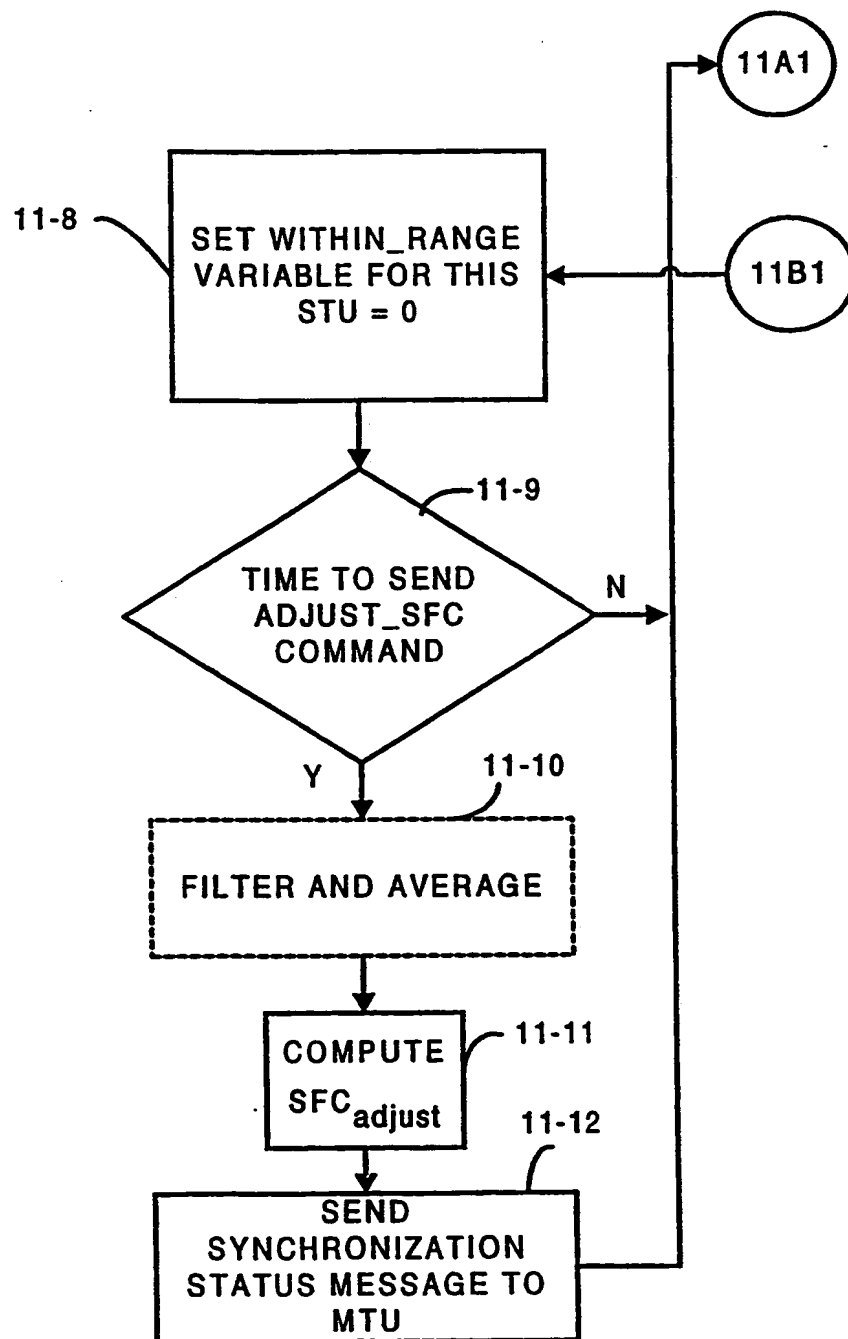 11A1
11-8
SET WITHIN_RANGE
VARIABLE FOR THIS
STU = 0
11B1
11-9
TIME TO SEND
ADJUST_SFC
COMMAND
N
Y
11-10
FILTER AND AVERAGE
COMPUTE
SFCadjust
11-11
11-12
SEND
SYNCHRONIZATION
STATUS MESSAGE TO
MTU